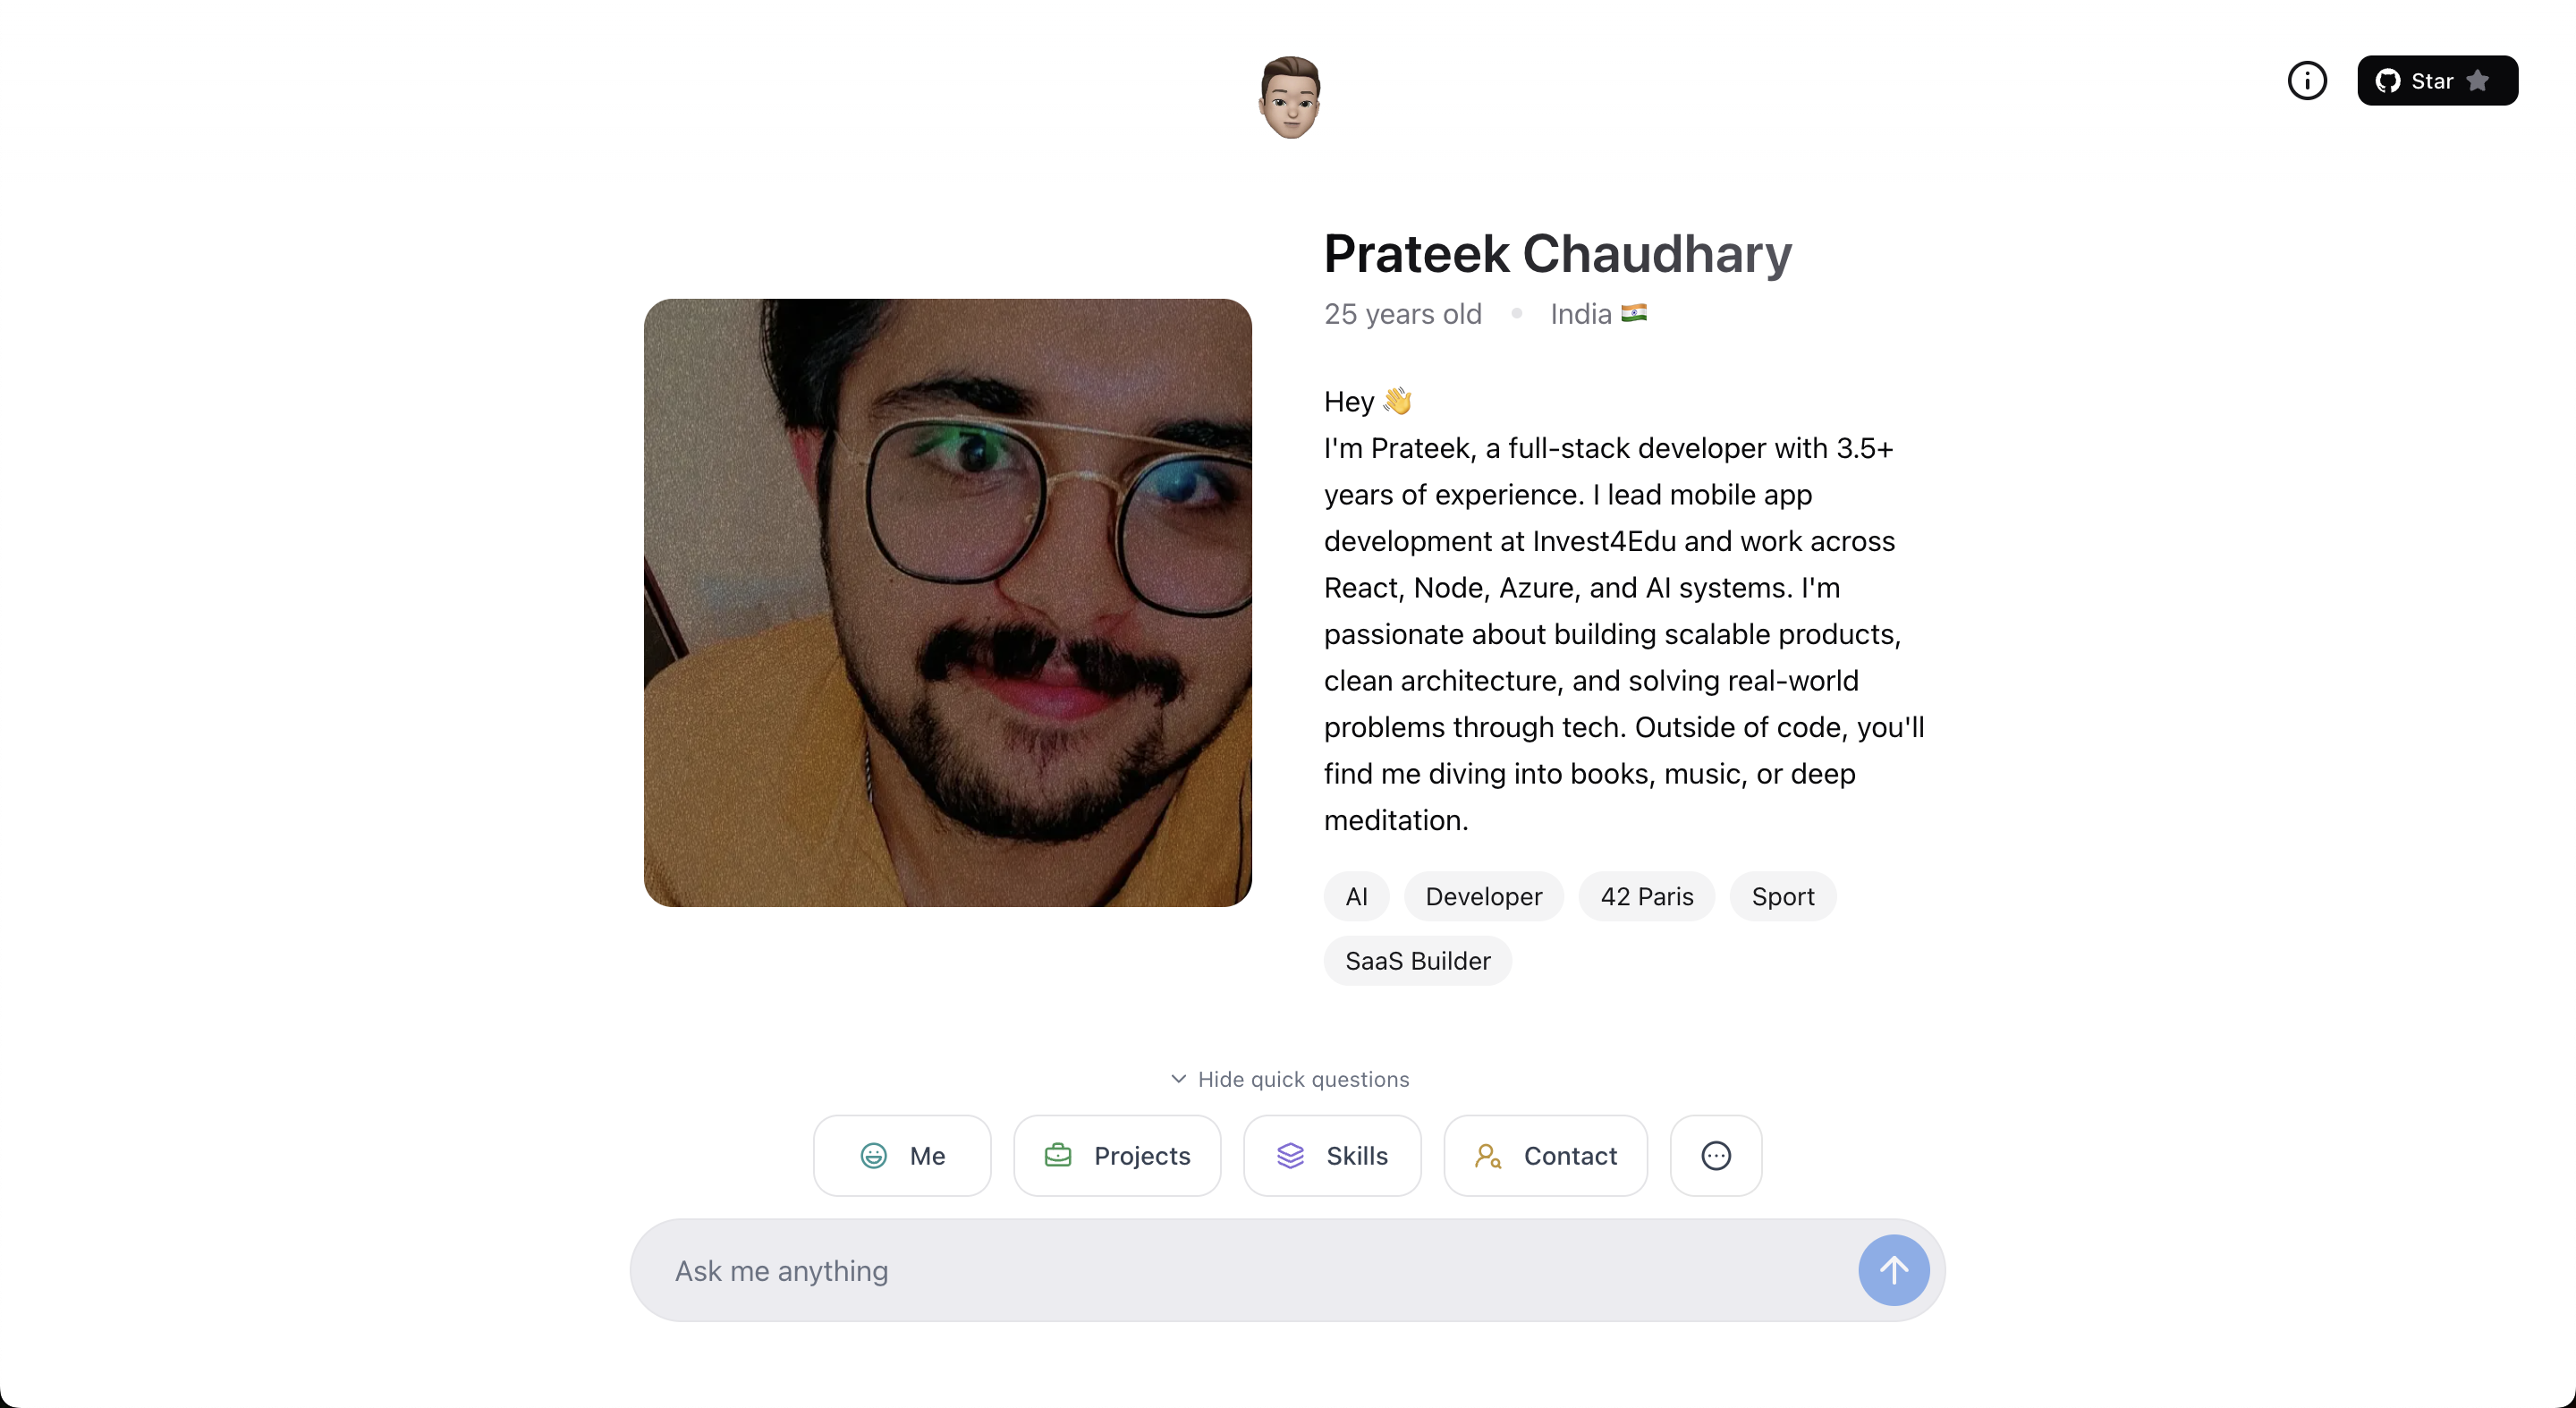 Star
Prateek Chaudhary
25 years old • India 🇮🇳
Hey 👋
I'm Prateek, a full-stack developer with 3.5+
years of experience. I lead mobile app
development at Invest4Edu and work across
React, Node, Azure, and AI systems. I'm
passionate about building scalable products,
clean architecture, and solving real-world
problems through tech. Outside of code, you'll
find me diving into books, music, or deep
meditation.
AI Developer 42 Paris Sport
SaaS Builder
Hide quick questions
Me Projects Skills Contact
Ask me anything